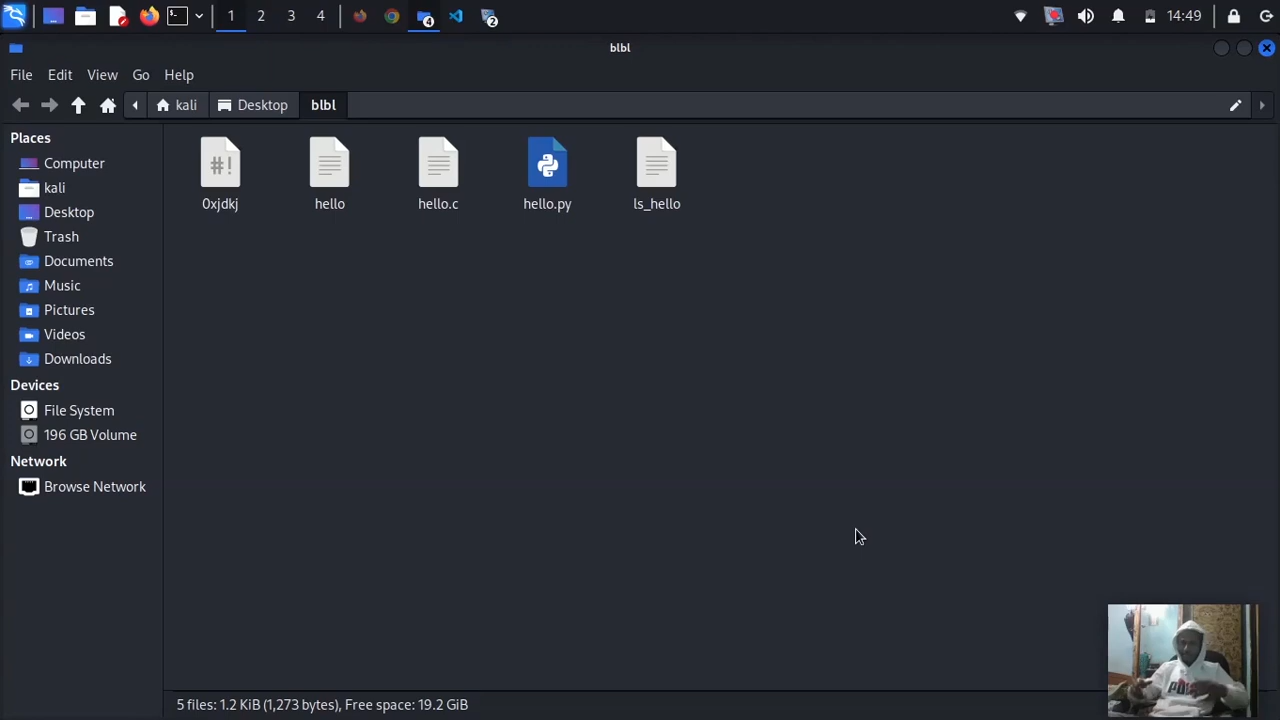 1 2 3 4 4 2 14:49
blbl
File Edit View Go Help
kali Desktop blbl
Places
Computer
kali
Desktop
Trash
Documents
Music
Pictures
Videos
Downloads
Devices
File System
196 GB Volume
Network
Browse Network
#!
0xjdkj hello hello.c hello.py ls_hello
5 files: 1.2 KiB (1,273 bytes), Free space: 19.2 GiB